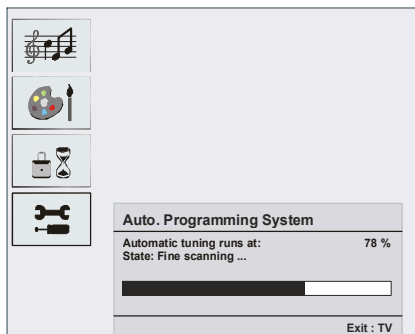 Auto. Programming System
Automatic tuning runs at: 78 %
State: Fine scanning ...
Exit : TV